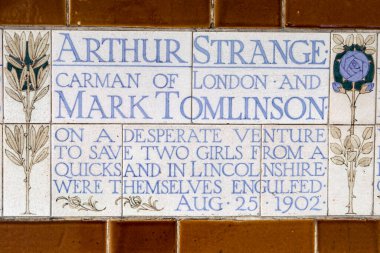 ARTHUR STRANGE
CARMAN OF LONDON AND
MARK TOMLINSON
ON A DESPERATE VENTURE
TO SAVE TWO GIRLS FROM A
QUICKSAND IN LINCOLNSHIRE
WERE THEMSELVES ENGULFED.
AUG. 25 1902